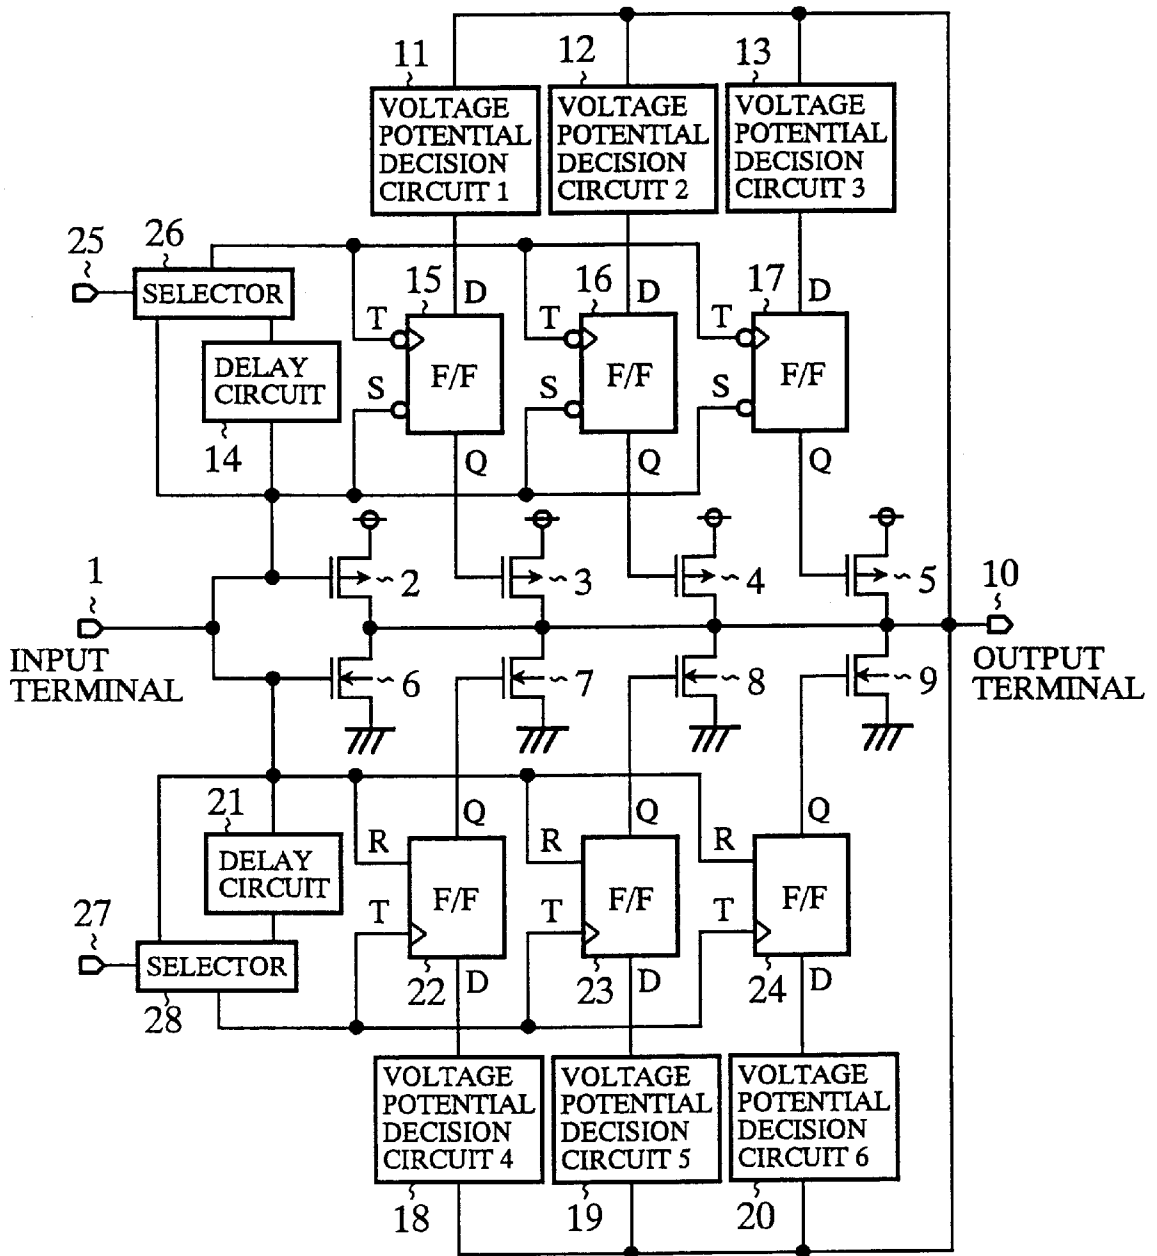 11
12
13
VOLTAGE
POTENTIAL
DECISION
CIRCUIT 1
VOLTAGE
POTENTIAL
DECISION
CIRCUIT 2
VOLTAGE
POTENTIAL
DECISION
CIRCUIT 3
25
26
SELECTOR
15
D
16
D
17
D
T
S
F/F
T
S
F/F
T
S
F/F
DELAY
CIRCUIT
14
Q
Q
Q
1
2
3
4
5
10
INPUT
TERMINAL
6
7
8
9
OUTPUT
TERMINAL
21
Q
Q
Q
DELAY
CIRCUIT
R
T
F/F
R
T
F/F
R
T
F/F
27
SELECTOR
28
22
D
23
D
24
D
VOLTAGE
POTENTIAL
DECISION
CIRCUIT 4
VOLTAGE
POTENTIAL
DECISION
CIRCUIT 5
VOLTAGE
POTENTIAL
DECISION
CIRCUIT 6
18
19
20